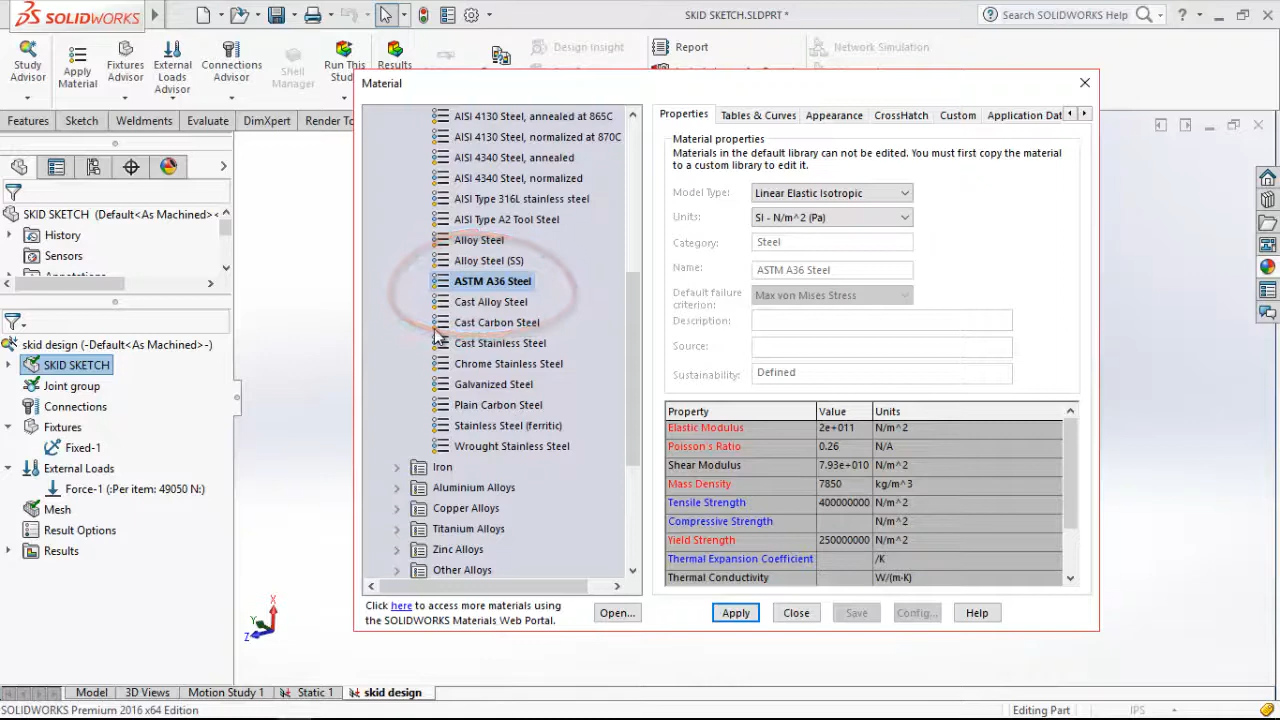 SOLIDWORKS
SKID SKETCH.SLDPRT *
Search SOLIDWORKS Help
?
Study Advisor
Apply Material
Fixtures Advisor
External Loads Advisor
Connections Advisor
Shell Manager
Run This Stud
Results
Design Insight
Report
Network Simulation
Features
Sketch
Weldments
Evaluate
DimXpert
Render To
SKID SKETCH (Default<As Machined><
History
Sensors
skid design (-Default<As Machined>-)
SKID SKETCH
Joint group
Connections
Fixtures
Fixed-1
External Loads
Force-1 (:Per item: 49050 N:)
Mesh
Result Options
Results
Material
AISI 4130 Steel, annealed at 865C
AISI 4130 Steel, normalized at 870C
AISI 4340 Steel, annealed
AISI 4340 Steel, normalized
AISI Type 316L stainless steel
AISI Type A2 Tool Steel
Alloy Steel
Alloy Steel (SS)
ASTM A36 Steel
Cast Alloy Steel
Cast Carbon Steel
Cast Stainless Steel
Chrome Stainless Steel
Galvanized Steel
Plain Carbon Steel
Stainless Steel (ferritic)
Wrought Stainless Steel
Iron
Aluminium Alloys
Copper Alloys
Titanium Alloys
Zinc Alloys
Other Alloys
Click here to access more materials using
the SOLIDWORKS Materials Web Portal.
Open...
Properties
Tables & Curves
Appearance
CrossHatch
Custom
Application Dat
Material properties
Materials in the default library can not be edited. You must first copy the material
to a custom library to edit it.
Model Type: Linear Elastic Isotropic
Units: SI - N/m^2 (Pa)
Category: Steel
Name: ASTM A36 Steel
Default failure criterion: Max von Mises Stress
Description:
Source:
Sustainability: Defined
Property Value Units
Elastic Modulus 2e+011 N/m^2
Poisson's Ratio 0.26 N/A
Shear Modulus 7.93e+010 N/m^2
Mass Density 7850 kg/m^3
Tensile Strength 400000000 N/m^2
Compressive Strength N/m^2
Yield Strength 250000000 N/m^2
Thermal Expansion Coefficient /K
Thermal Conductivity W/(m·K)
Apply
Close
Save
Config...
Help
X
Y
Z
Model
3D Views
Motion Study 1
Static 1
skid design
SOLIDWORKS Premium 2016 x64 Edition
Editing Part
IPS